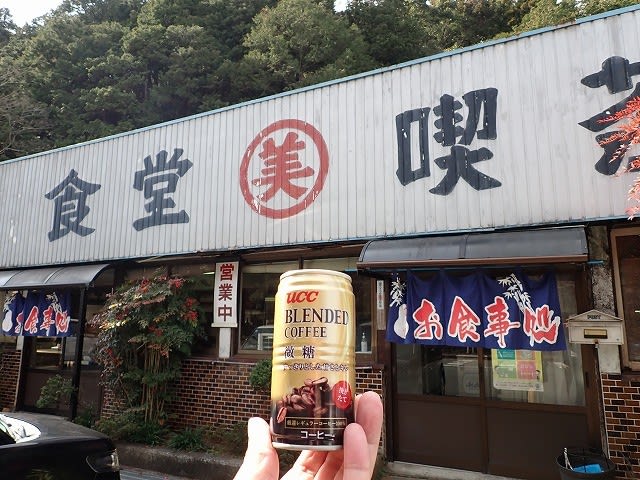 食堂 美 喫茶
営業中
お食事処
お食事処
POST
UCC
BLENDED
COFFEE
微糖
コーヒー